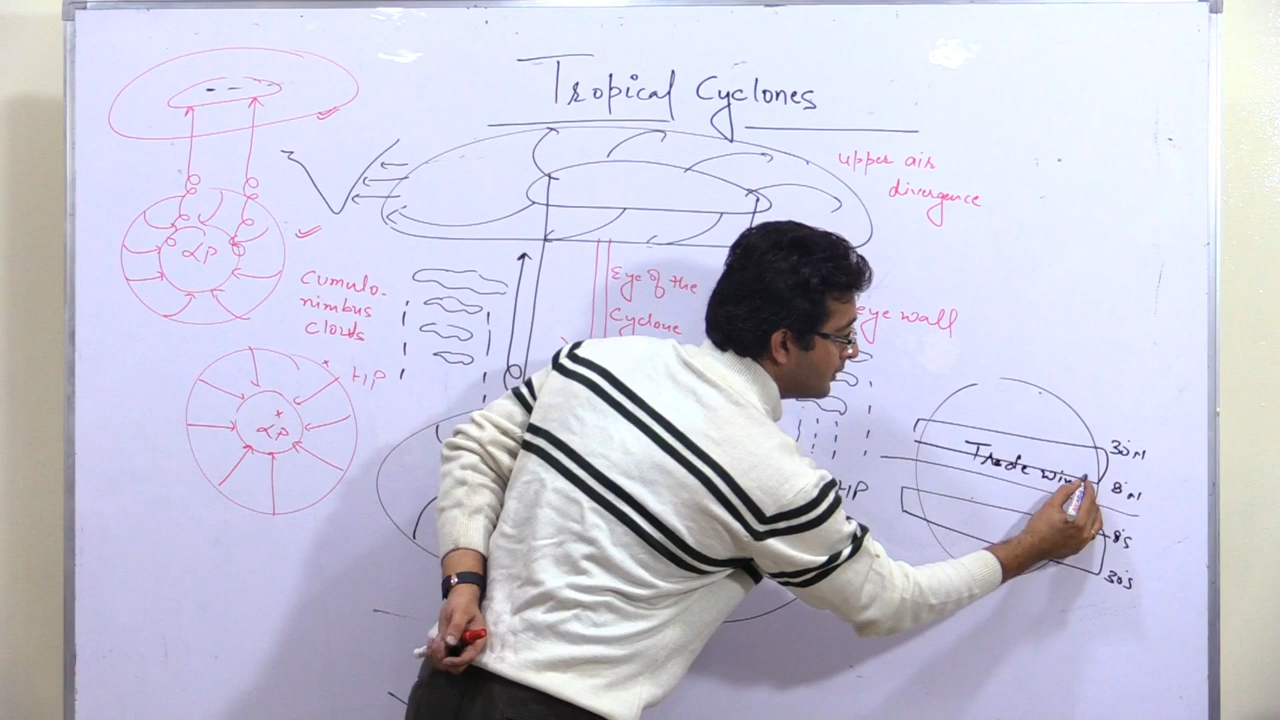 Tropical Cyclones
upper air
divergence
LP
Cumulo-
nimbus
clouds
HP
LP
Eye of the
Cyclone
eye wall
HP
Trade win
30°N
8°N
8°S
30°S